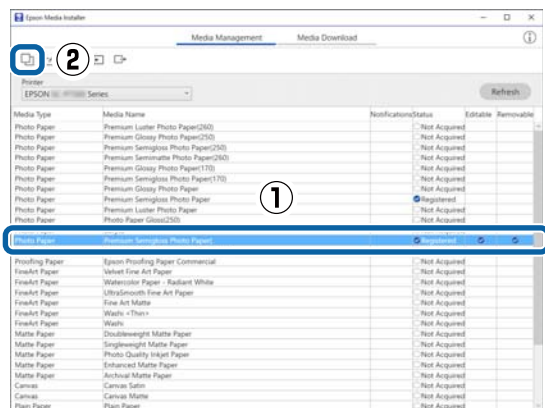 Epson Media Installer
Media Management Media Download
②
Printer
EPSON Series Refresh
Media Type Media Name Notifications Status Editable Removable
Photo Paper Premium Luster Photo Paper(260) Not Acquired
Photo Paper Premium Glossy Photo Paper(250) Not Acquired
Photo Paper Premium Semigloss Photo Paper(250) Not Acquired
Photo Paper Premium Semimatte Photo Paper(260) Not Acquired
Photo Paper Premium Glossy Photo Paper(170) Not Acquired
Photo Paper Premium Semigloss Photo Paper(170) Not Acquired
Photo Paper Premium Glossy Photo Paper Not Acquired
Photo Paper Premium Semigloss Photo Paper Registered
Photo Paper Premium Luster Photo Paper Not Acquired
Photo Paper Photo Paper Gloss(250) Not Acquired
①
Photo Paper Premium Semigloss Photo Paper( Registered
Proofing Paper Epson Proofing Paper Commercial Not Acquired
FineArt Paper Velvet Fine Art Paper Not Acquired
FineArt Paper Watercolor Paper - Radiant White Not Acquired
FineArt Paper UltraSmooth Fine Art Paper Not Acquired
FineArt Paper Fine Art Matte Not Acquired
FineArt Paper Washi <Thin> Not Acquired
FineArt Paper Washi Not Acquired
Matte Paper Doubleweight Matte Paper Not Acquired
Matte Paper Singleweight Matte Paper Not Acquired
Matte Paper Photo Quality Inkjet Paper Not Acquired
Matte Paper Enhanced Matte Paper Not Acquired
Matte Paper Archival Matte Paper Not Acquired
Canvas Canvas Satin Not Acquired
Canvas Canvas Matte Not Acquired
Plain Paper Plain Paper Not Acquired